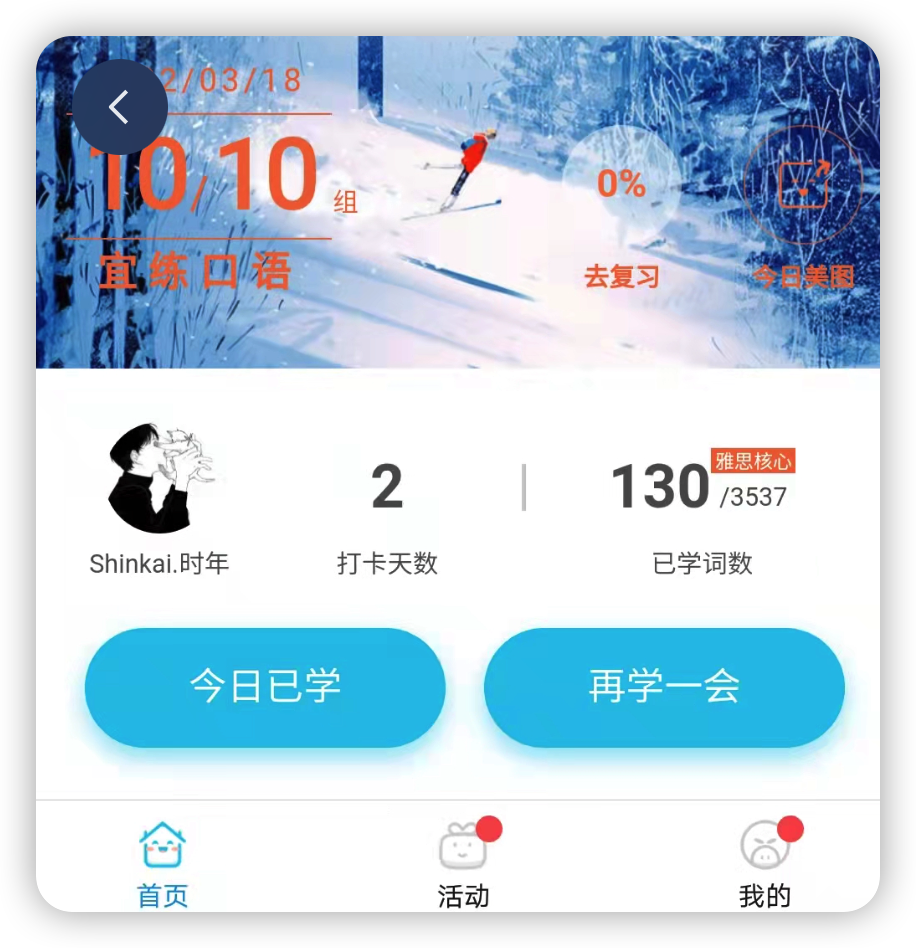 2/03/18
10/10 组
宜练口语
0%
去复习
今日美图
Shinkai.时年
2
打卡天数
130
雅思核心
/3537
已学词数
今日已学
再学一会
首页
活动
我的